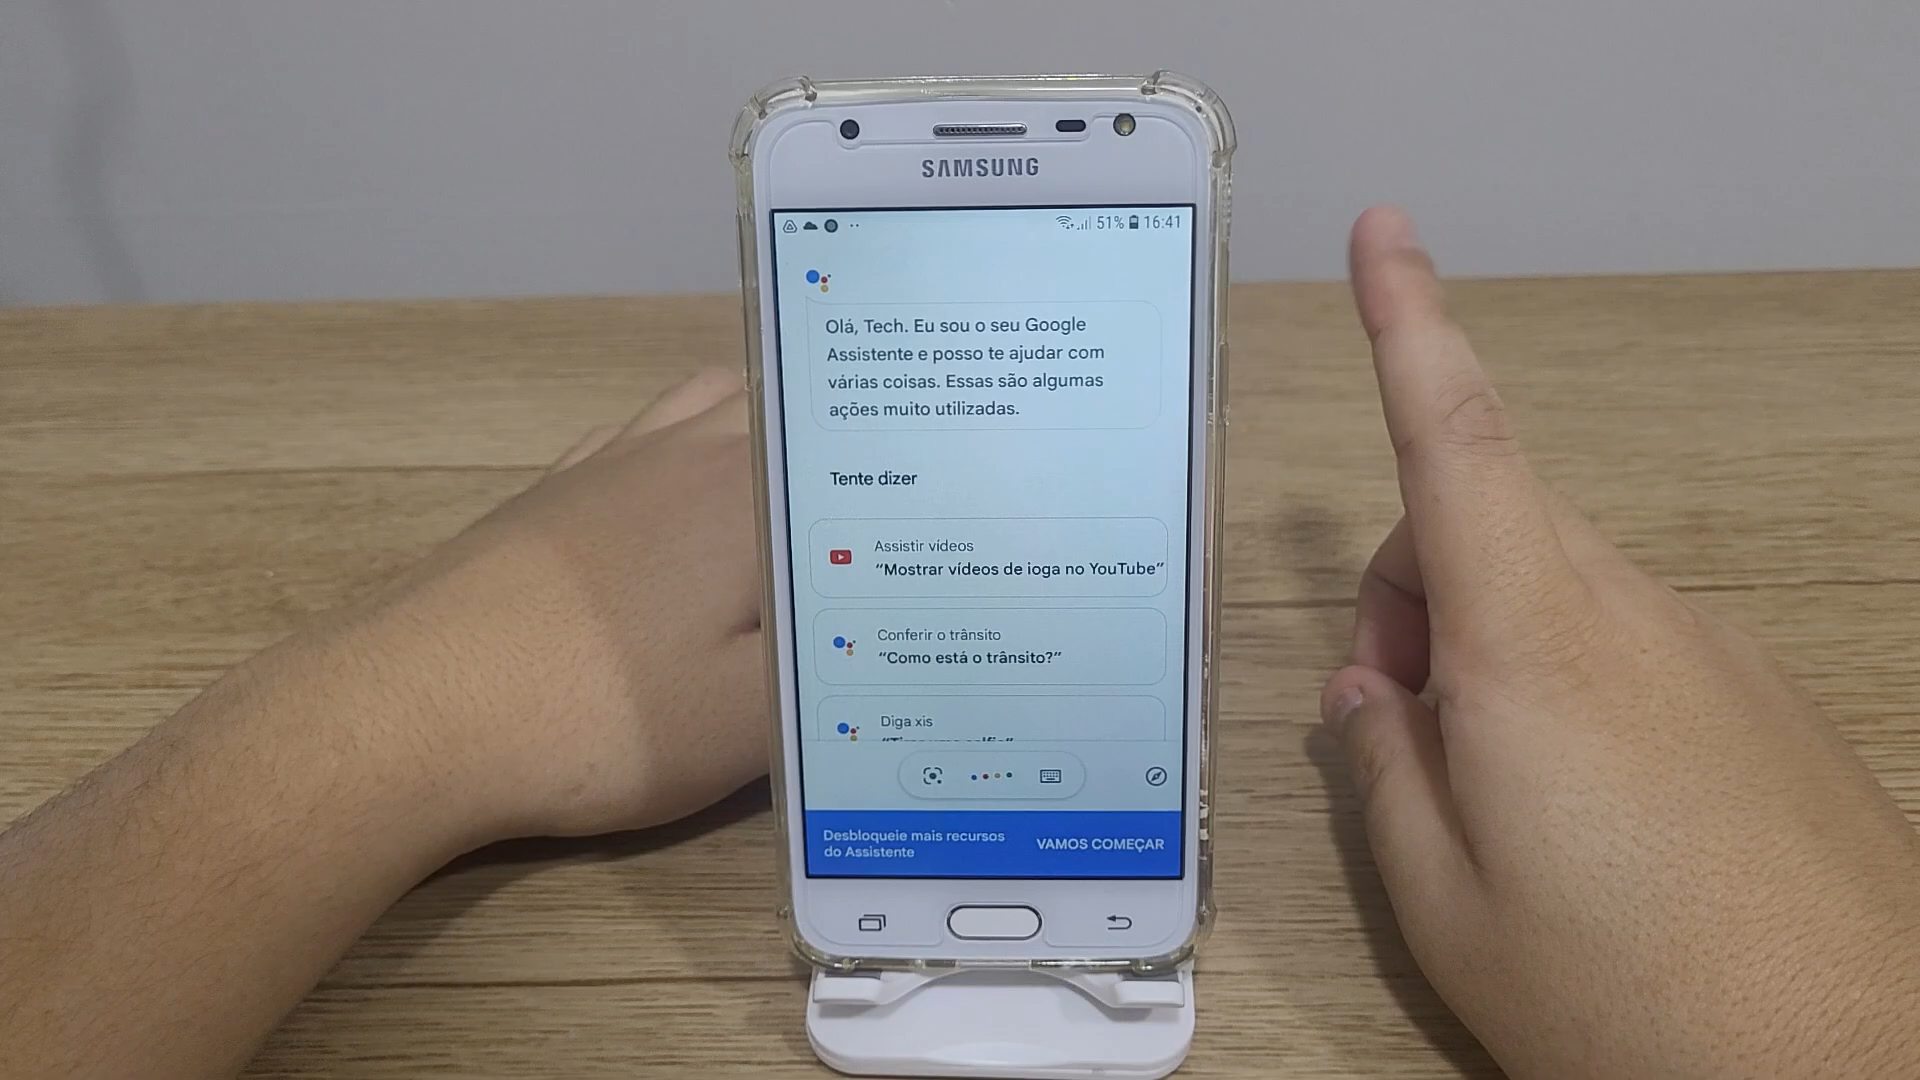 SAMSUNG
51% 16:41
Olá, Tech. Eu sou o seu Google
Assistente e posso te ajudar com
várias coisas. Essas são algumas
ações muito utilizadas.
Tente dizer
Assistir vídeos
“Mostrar vídeos de ioga no YouTube”
Conferir o trânsito
“Como está o trânsito?”
Diga xis
Desbloqueie mais recursos
do Assistente
VAMOS COMEÇAR